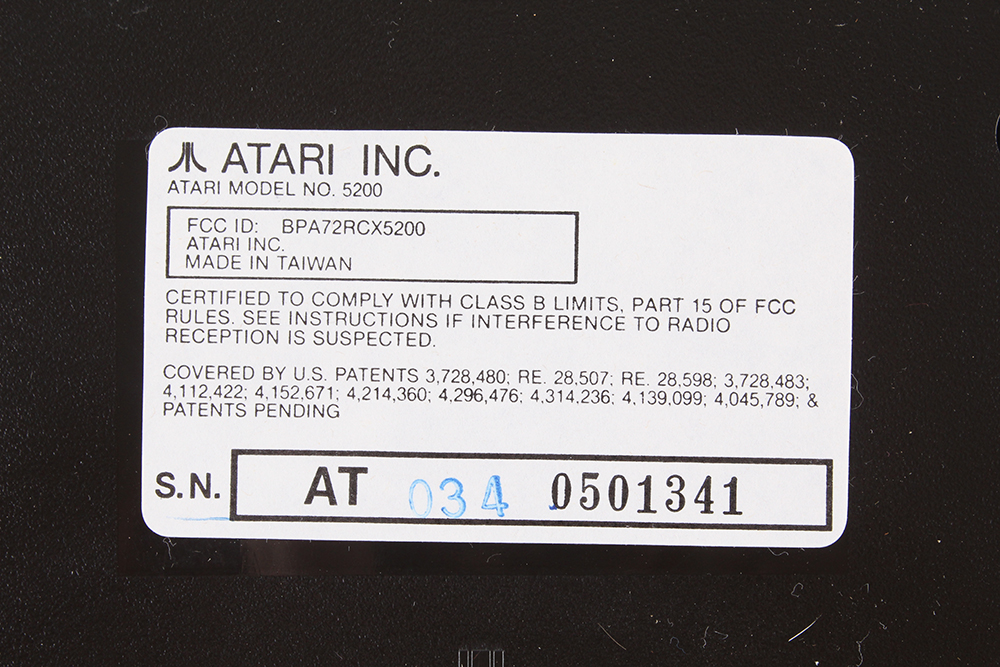 ATARI INC.
ATARI MODEL NO. 5200
FCC ID: BPA72RCX5200
ATARI INC.
MADE IN TAIWAN
CERTIFIED TO COMPLY WITH CLASS B LIMITS, PART 15 OF FCC
RULES. SEE INSTRUCTIONS IF INTERFERENCE TO RADIO
RECEPTION IS SUSPECTED.
COVERED BY U.S. PATENTS 3,728,480; RE. 28,507; RE. 28,598; 3,728,483;
4,112,422; 4,152,671; 4,214,360; 4,296,476; 4,314,236; 4,139,099; 4,045,789; &
PATENTS PENDING
S.N. AT 034 0501341